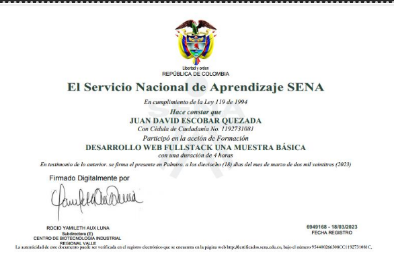 Libertad y orden
REPÚBLICA DE COLOMBIA
El Servicio Nacional de Aprendizaje SENA
En cumplimiento de la Ley 119 de 1994
Hace constar que
JUAN DAVID ESCOBAR QUEZADA
Con Cédula de Ciudadanía No. 1192731081
Participó en la acción de Formación
DESARROLLO WEB FULLSTACK UNA MUESTRA BÁSICA
con una duración de 4 horas
En testimonio de lo anterior, se firma el presente en Palmira, a los dieciocho (18) días del mes de marzo de dos mil veintitres (2023)
Firmado Digitalmente por
ROCIO YAMILETH AUX LUNA
Subdirectora (E)
CENTRO DE BIOTECNOLOGIA INDUSTRIAL
REGIONAL VALLE
18/03/2023
FECHA REGISTRO
La autenticidad de este documento puede ser verificada en el registro electrónico que se encuentra en la página web http://certificados.sena.edu.co, bajo el número